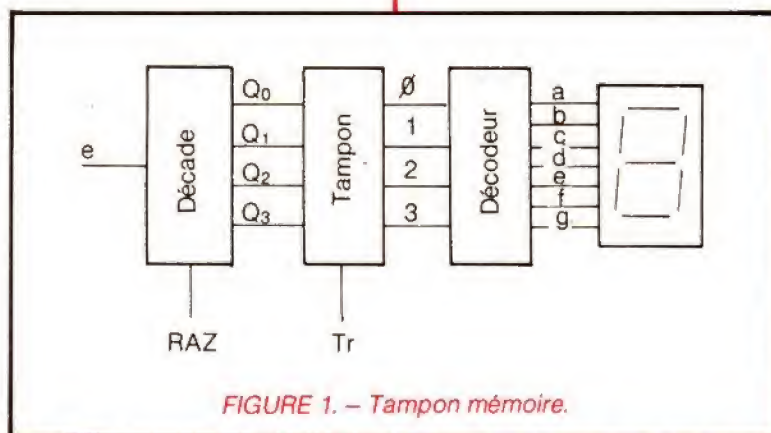 e
Décade
Q0
Q1
Q2
Q3
RAZ
Tampon
Tr
Ø
1
2
3
Décodeur
a
b
c
d
e
f
g
FIGURE 1. – Tampon mémoire.